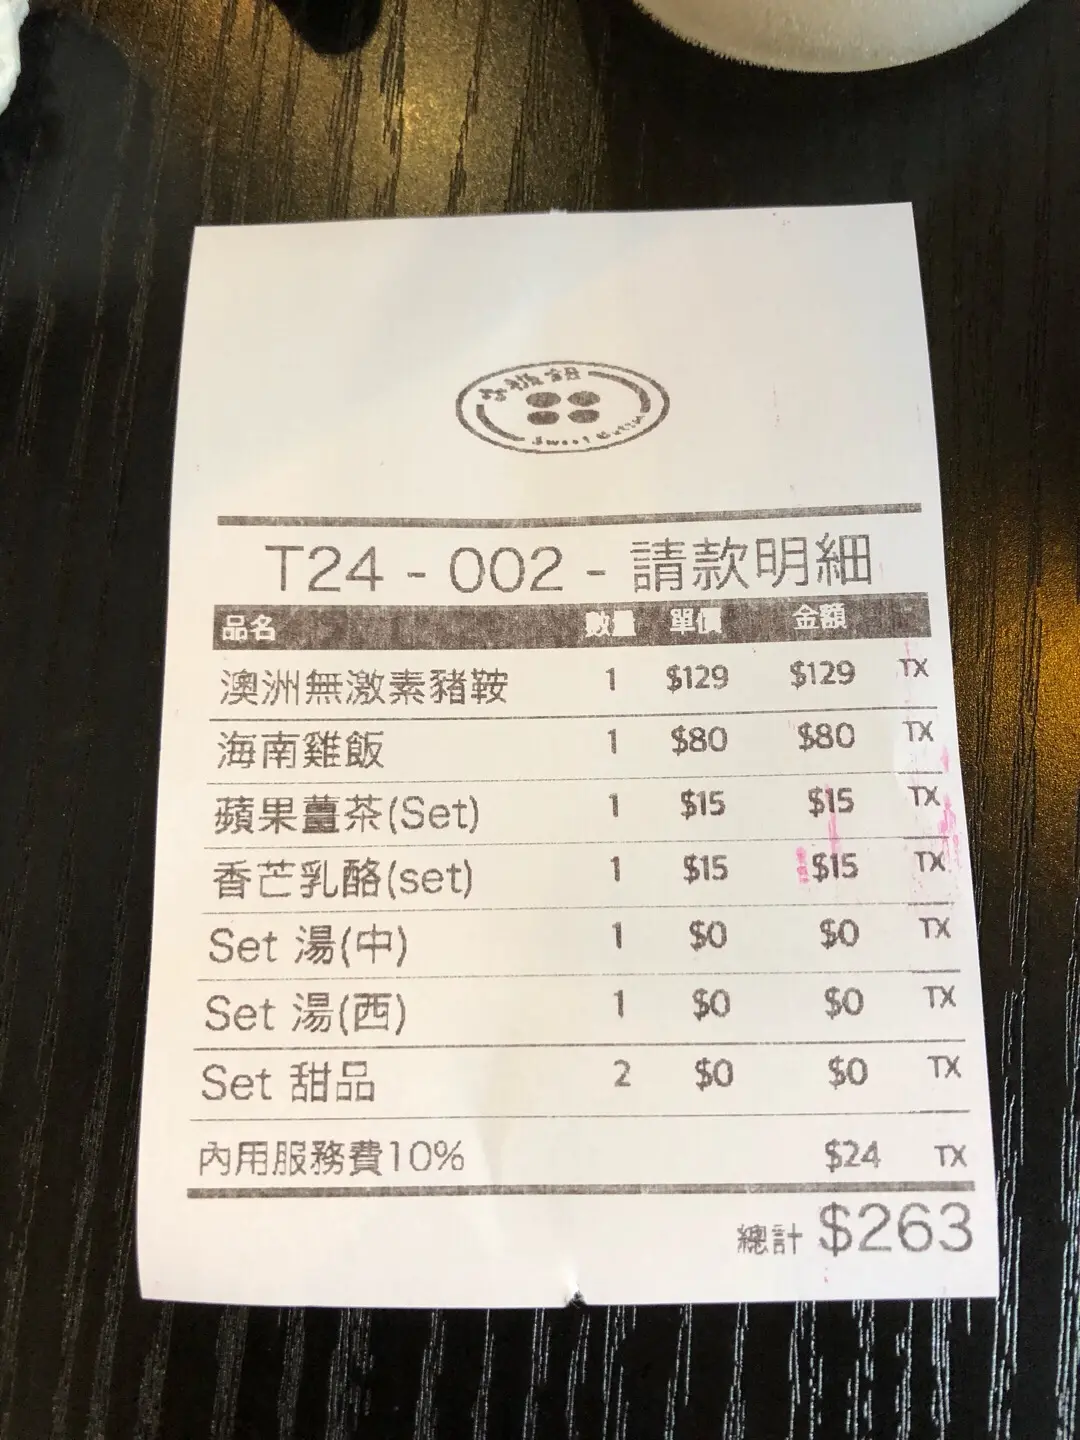 Sweet
T24 - 002 - 請款明細
品名 數量 單價 金額
澳洲無激素豬鞍 1 $129 $129 TX
海南雞飯 1 $80 $80 TX
蘋果薑茶(Set) 1 $15 $15 TX
香芒乳酪(set) 1 $15 $15 TX
Set 湯(中) 1 $0 $0 TX
Set 湯(西) 1 $0 $0 TX
Set 甜品 2 $0 $0 TX
內用服務費10% $24 TX
總計 $263